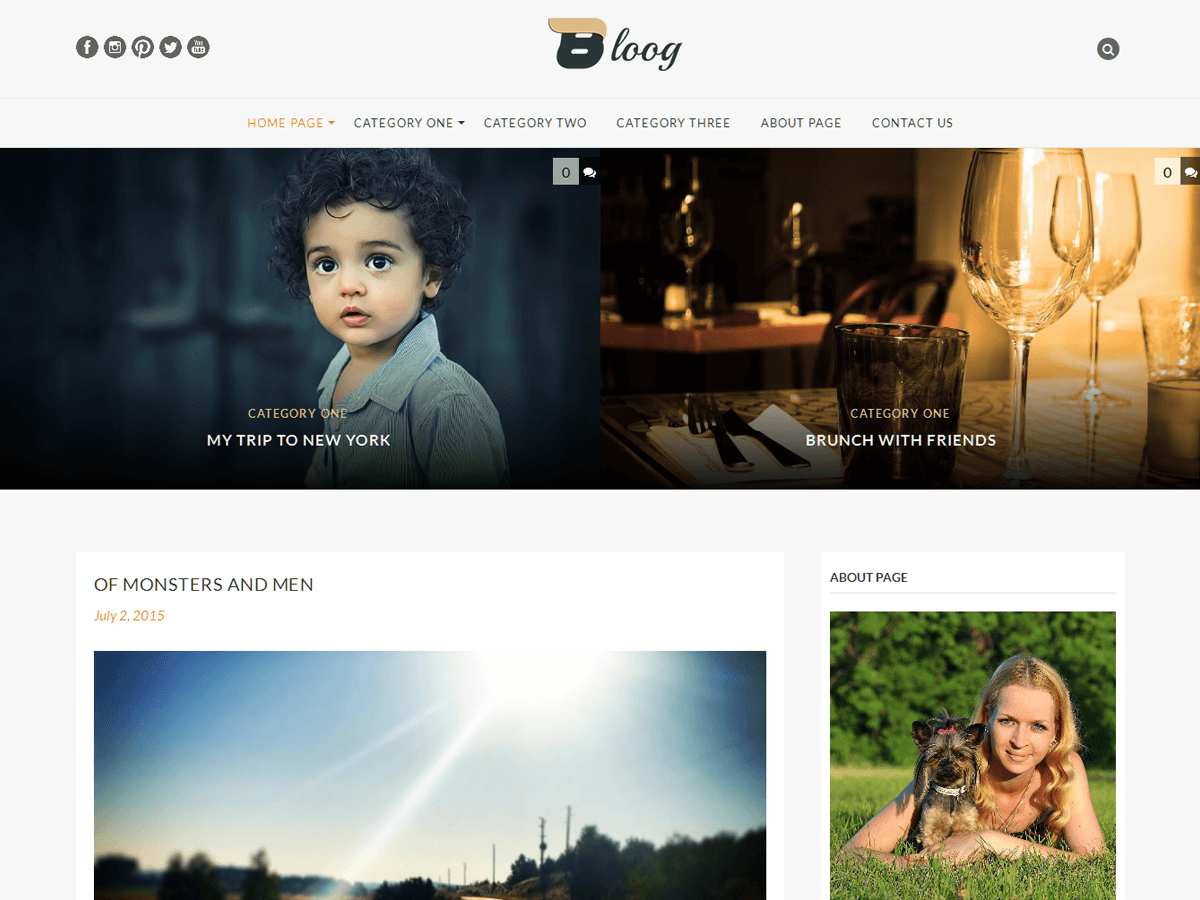 Bloog
HOME PAGE
CATEGORY ONE
CATEGORY TWO
CATEGORY THREE
ABOUT PAGE
CONTACT US
0
0
CATEGORY ONE
MY TRIP TO NEW YORK
CATEGORY ONE
BRUNCH WITH FRIENDS
OF MONSTERS AND MEN
July 2, 2015
ABOUT PAGE